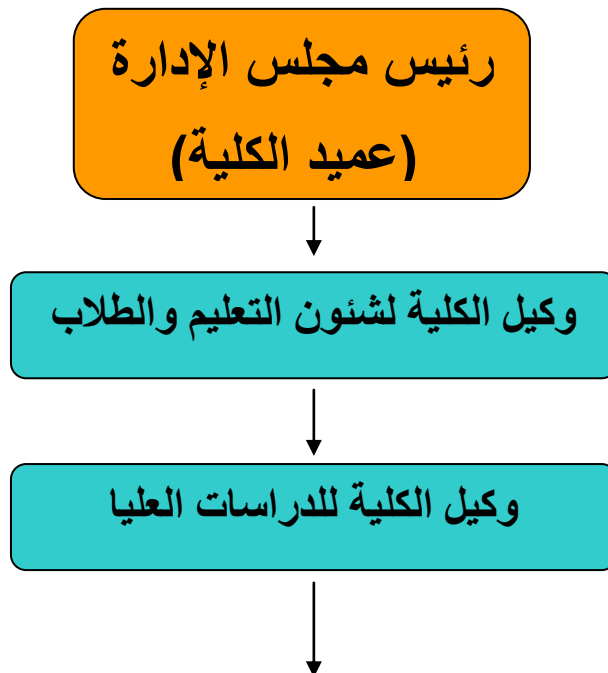 رئيس مجلس الإدارة
(عميد الكلية)
وكيل الكلية لشئون التعليم والطلاب
وكيل الكلية للدراسات العليا